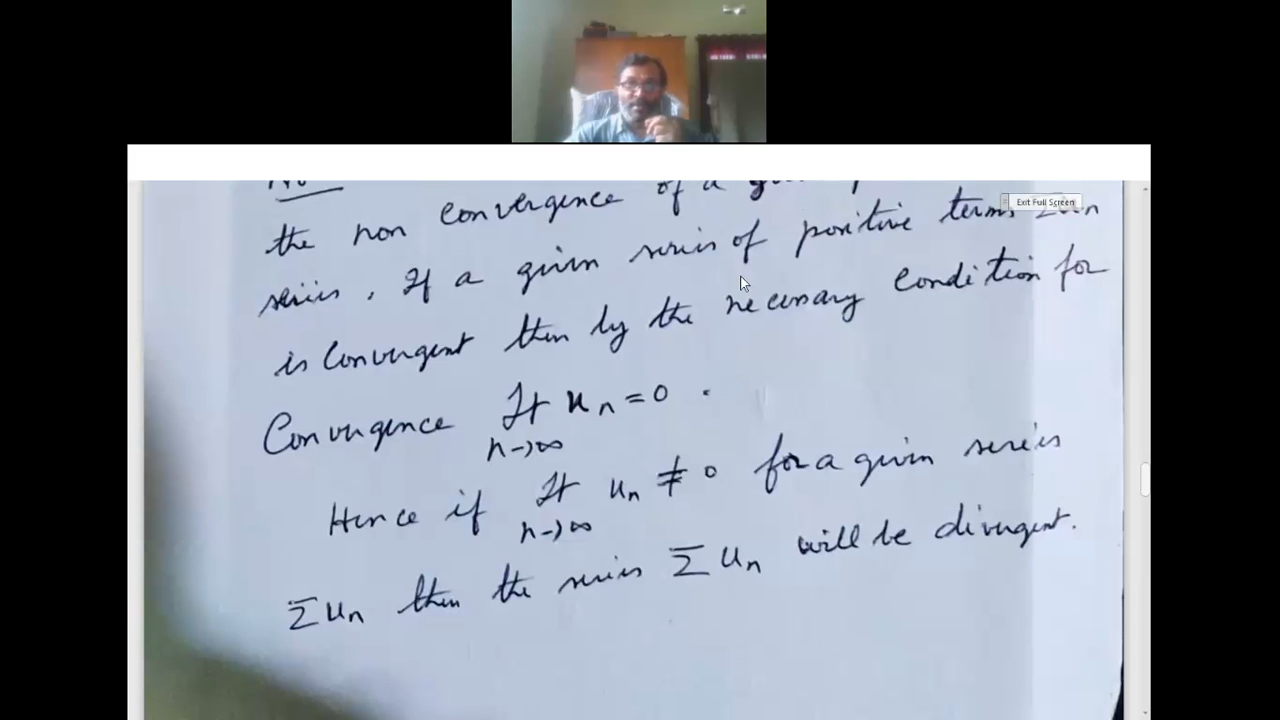 the non convergence of a
Exit Full Screen
series, If a given series of positive terms Σun
is Convergent then by the necessary condition for
Convergence lt un = 0 .
n→∞
Hence if lt un ≠ 0 for a given series
n→∞
Σun then the series Σun will be divergent.